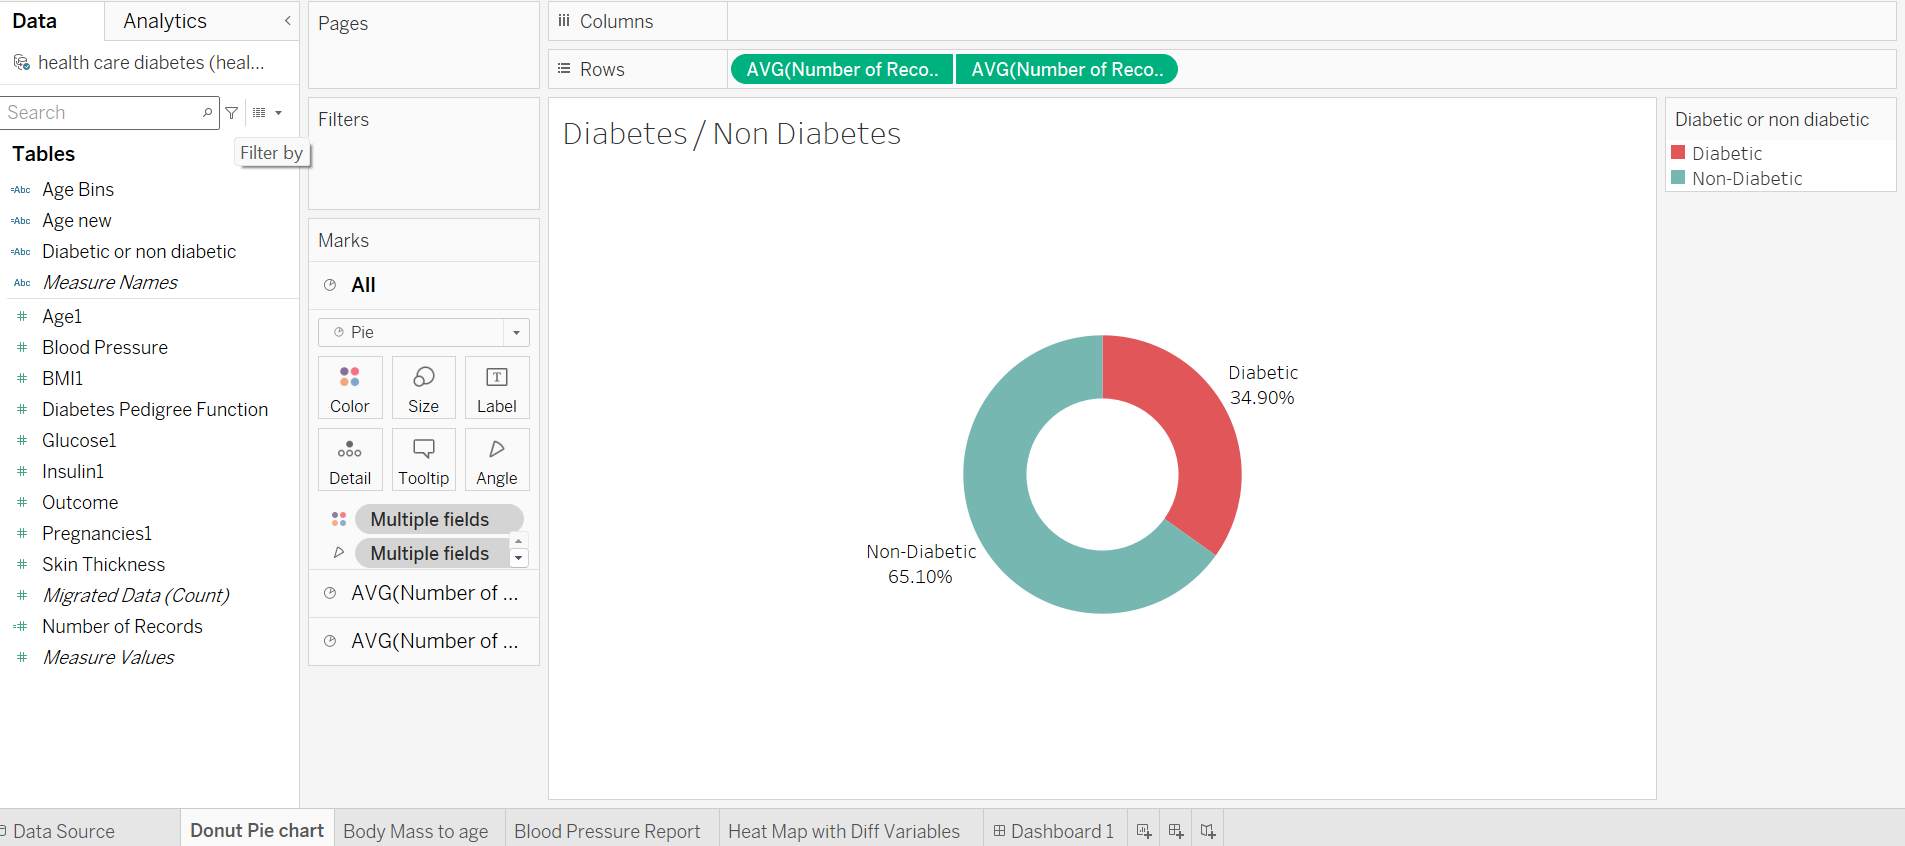 Data
Analytics
health care diabetes (heal...
Search
Filter by
Tables
=Abc Age Bins
=Abc Age new
=Abc Diabetic or non diabetic
Abc Measure Names
# Age1
# Blood Pressure
# BMI1
# Diabetes Pedigree Function
# Glucose1
# Insulin1
# Outcome
# Pregnancies1
# Skin Thickness
# Migrated Data (Count)
=# Number of Records
# Measure Values
Pages
Filters
Marks
All
Pie
Color
Size
Label
Detail
Tooltip
Angle
Multiple fields
Multiple fields
AVG(Number of ...
AVG(Number of ...
Columns
Rows
AVG(Number of Reco..
AVG(Number of Reco..
Diabetes / Non Diabetes
Diabetic
34.90%
Non-Diabetic
65.10%
Diabetic or non diabetic
Diabetic
Non-Diabetic
Data Source
Donut Pie chart
Body Mass to age
Blood Pressure Report
Heat Map with Diff Variables
Dashboard 1